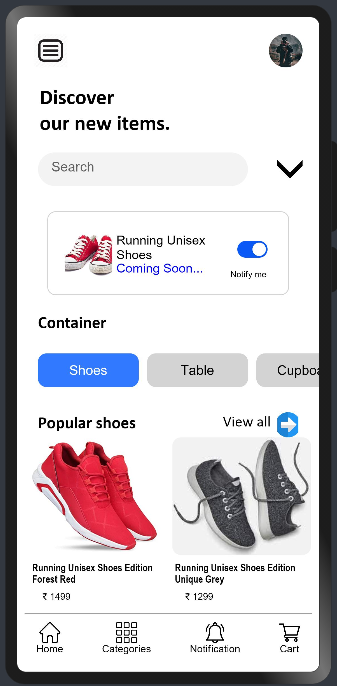 Discover
our new items.
Search
Running Unisex
Shoes
Coming Soon...
Notify me
Container
Shoes
Table
Cupboa
Popular shoes
View all
Running Unisex Shoes Edition
Forest Red
₹ 1499
Running Unisex Shoes Edition
Unique Grey
₹ 1299
Home
Categories
Notification
Cart